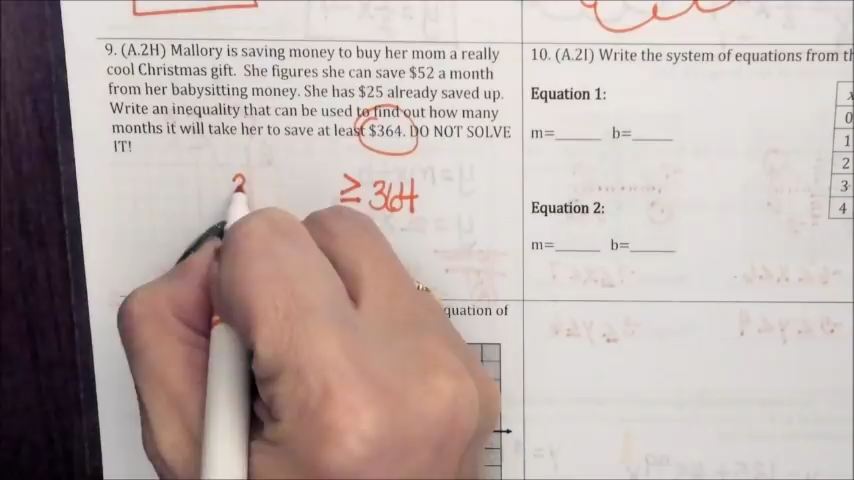 9. (A.2H) Mallory is saving money to buy her mom a really
cool Christmas gift. She figures she can save $52 a month
from her babysitting money. She has $25 already saved up.
Write an inequality that can be used to find out how many
months it will take her to save at least $364. DO NOT SOLVE
IT!
≥ 364
quation of
10. (A.2I) Write the system of equations from th
Equation 1:
m=_____ b=_____
Equation 2:
m=_____ b=_____
x
0
1
2
3
4